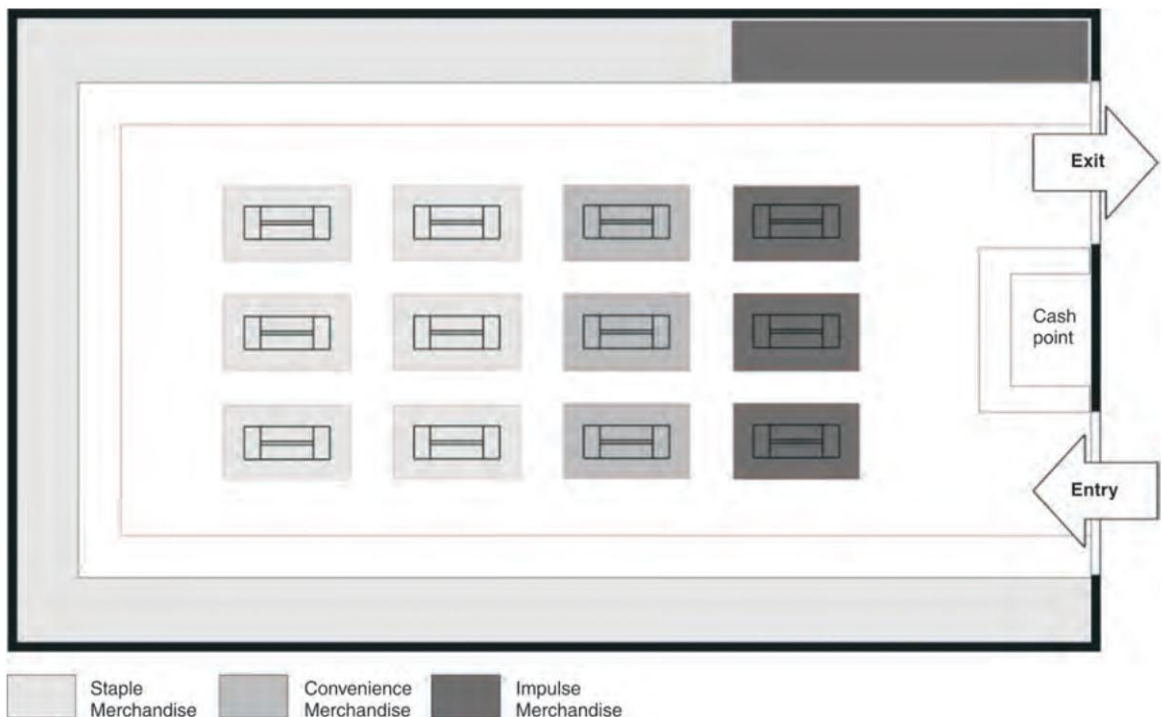 Exit
Cash
point
Entry
Staple
Merchandise
Convenience
Merchandise
Impulse
Merchandise